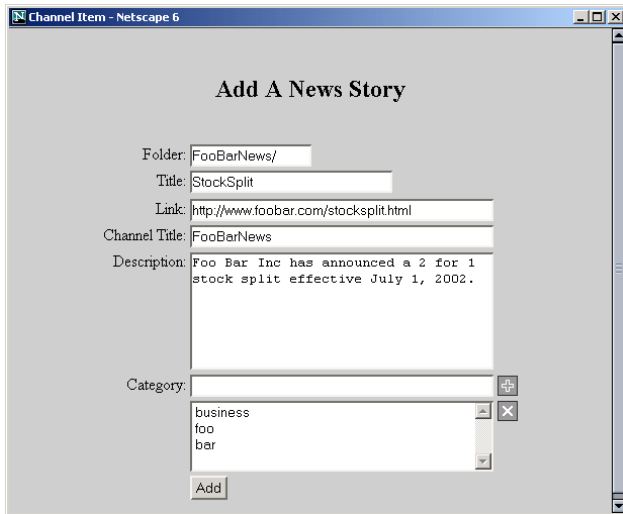 Channel Item - Netscape 6
Add A News Story
Folder: FooBarNews/
Title: StockSplit
Link: http://www.foobar.com/stocksplit.html
Channel Title: FooBarNews
Description: Foo Bar Inc has announced a 2 for 1
stock split effective July 1, 2002.
Category:
business
foo
bar
Add